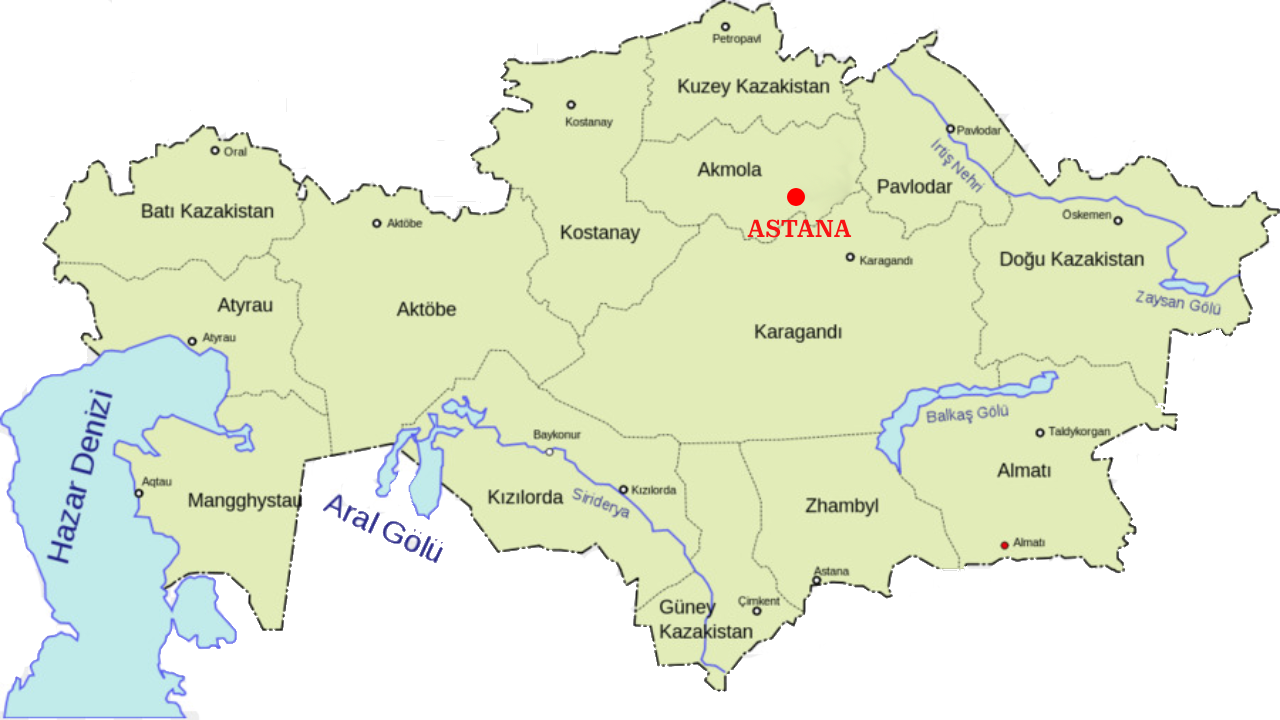 Petropavl
Kuzey Kazakistan
Kostanay
Pavlodar
Oral
İrtiş Nehri
Akmola
Pavlodar
Batı Kazakistan
Aktöbe
ASTANA
Öskemen
Kostanay
Karagandı
Doğu Kazakistan
Zaysan Gölü
Atyrau
Aktöbe
Atyrau
Karagandı
Hazar Denizi
Balkaş Gölü
Taldykorgan
Baykonur
Almatı
Aqtau
Mangghystau
Kızılorda
Siriderya
Kızılorda
Zhambyl
Aral Gölü
Almatı
Astana
Güney
Kazakistan
Çimkent